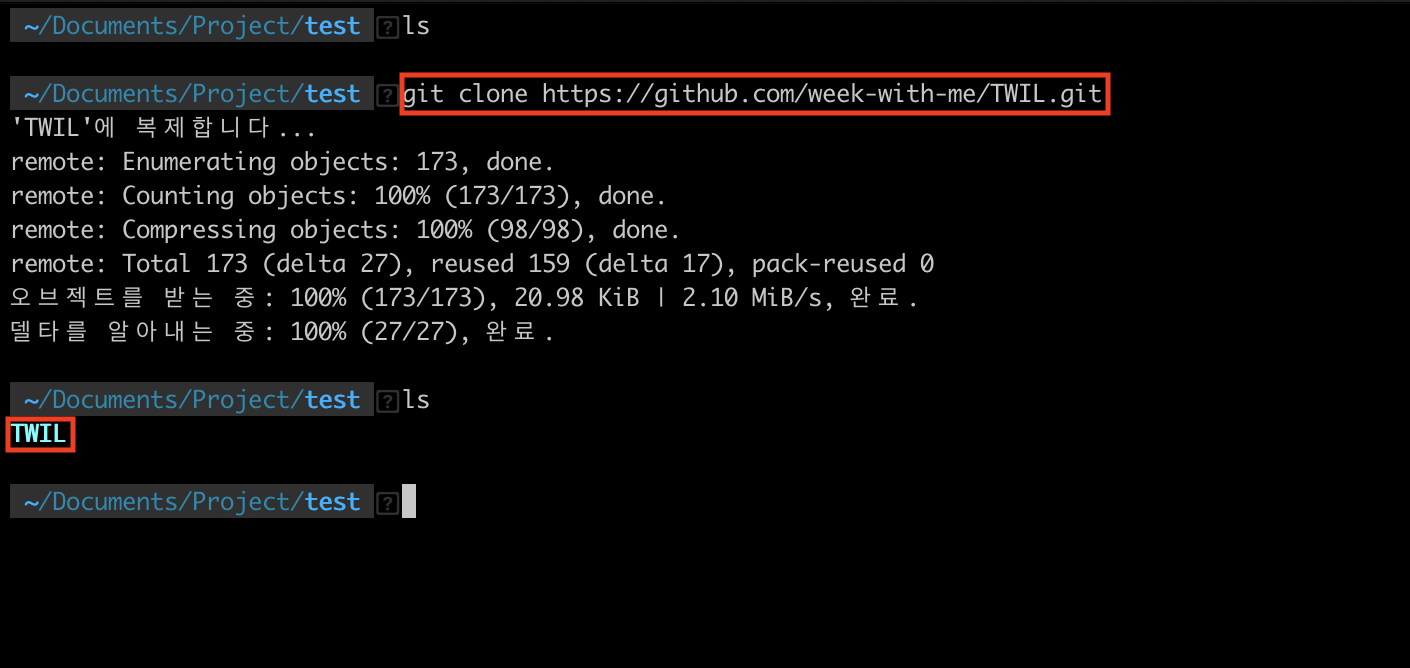 ~/Documents/Project/test ls
~/Documents/Project/test git clone https://github.com/week-with-me/TWIL.git
'TWIL'에 복제합니다...
remote: Enumerating objects: 173, done.
remote: Counting objects: 100% (173/173), done.
remote: Compressing objects: 100% (98/98), done.
remote: Total 173 (delta 27), reused 159 (delta 17), pack-reused 0
오브젝트를 받는 중: 100% (173/173), 20.98 KiB | 2.10 MiB/s, 완료.
델타를 알아내는 중: 100% (27/27), 완료.
~/Documents/Project/test ls
TWIL
~/Documents/Project/test